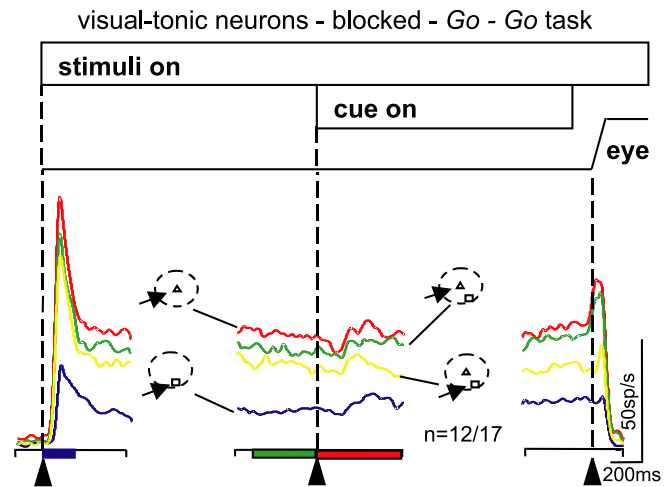 visual-tonic neurons - blocked - Go - Go task
stimuli on
cue on
eye
n=12/17
50sp/s
200ms